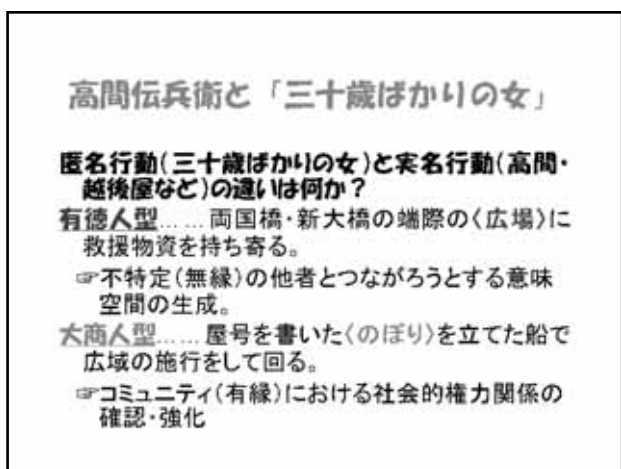 高間伝兵衛と「三十歳ばかりの女」
匿名行動(三十歳ばかりの女)と実名行動(高間・
越後屋など)の違いは何か?
有徳人型……両国橋・新大橋の端際の〈広場〉に
救援物資を持ち寄る。
☞不特定(無縁)の他者とつながろうとする意味
空間の生成。
大商人型……屋号を書いた〈のぼり〉を立てた船で
広域の施行をして回る。
☞コミュニティ(有縁)における社会的権力関係の
確認・強化